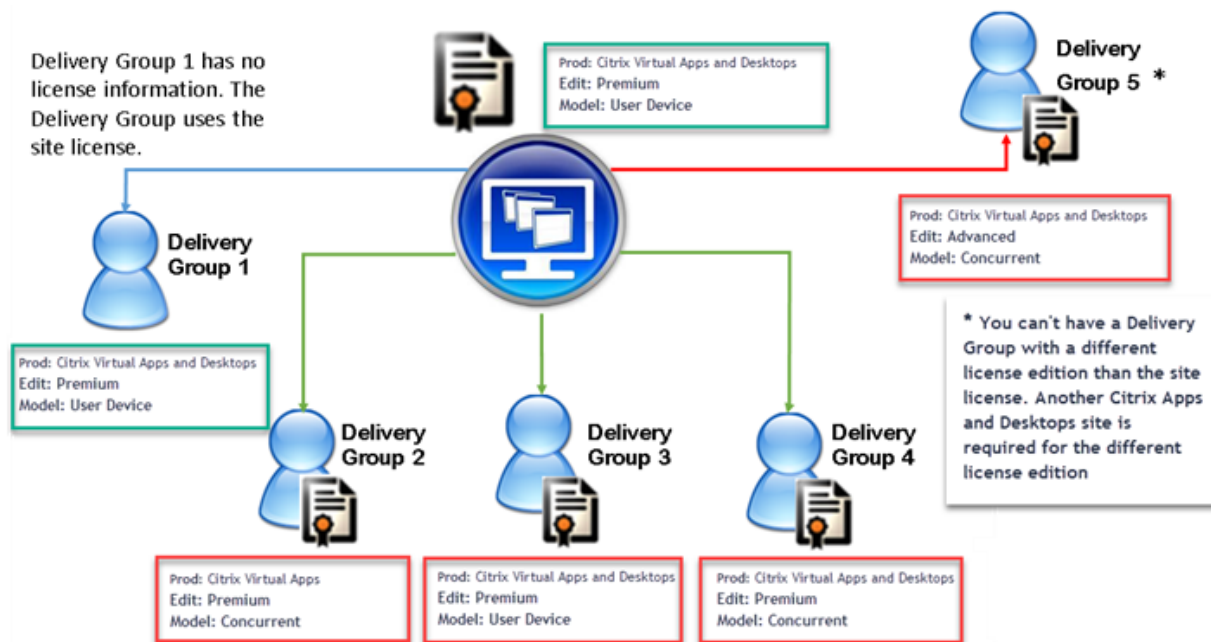 Delivery Group 1 has no
license information. The
Delivery Group uses the
site license.
Prod: Citrix Virtual Apps and Desktops
Edit: Premium
Model: User Device
Delivery
Group 5 *
Prod: Citrix Virtual Apps and Desktops
Edit: Advanced
Model: Concurrent
* You can't have a Delivery
Group with a different
license edition than the site
license. Another Citrix Apps
and Desktops site is
required for the different
license edition
Delivery
Group 1
Prod: Citrix Virtual Apps and Desktops
Edit: Premium
Model: User Device
Delivery
Group 2
Prod: Citrix Virtual Apps
Edit: Premium
Model: Concurrent
Delivery
Group 3
Prod: Citrix Virtual Apps and Desktops
Edit: Premium
Model: User Device
Delivery
Group 4
Prod: Citrix Virtual Apps and Desktops
Edit: Premium
Model: Concurrent